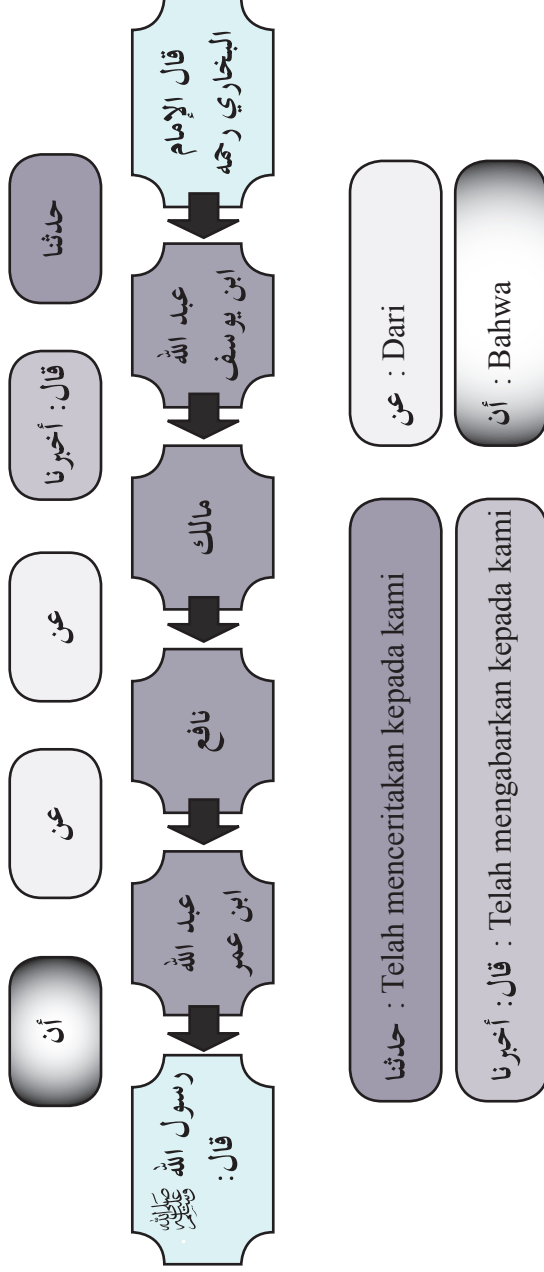 حدثنا
قال: أخبرنا
عن
عن
أن
قال الإمام
البخاري رحمه
عبد الله
ابن يوسف
مالك
نافع
عبد الله
ابن عمر
رسول الله ﷺ
قال:
حدثنا : Telah menceritakan kepada kami
عن : Dari
قال: أخبرنا : Telah mengabarkan kepada kami
أن : Bahwa